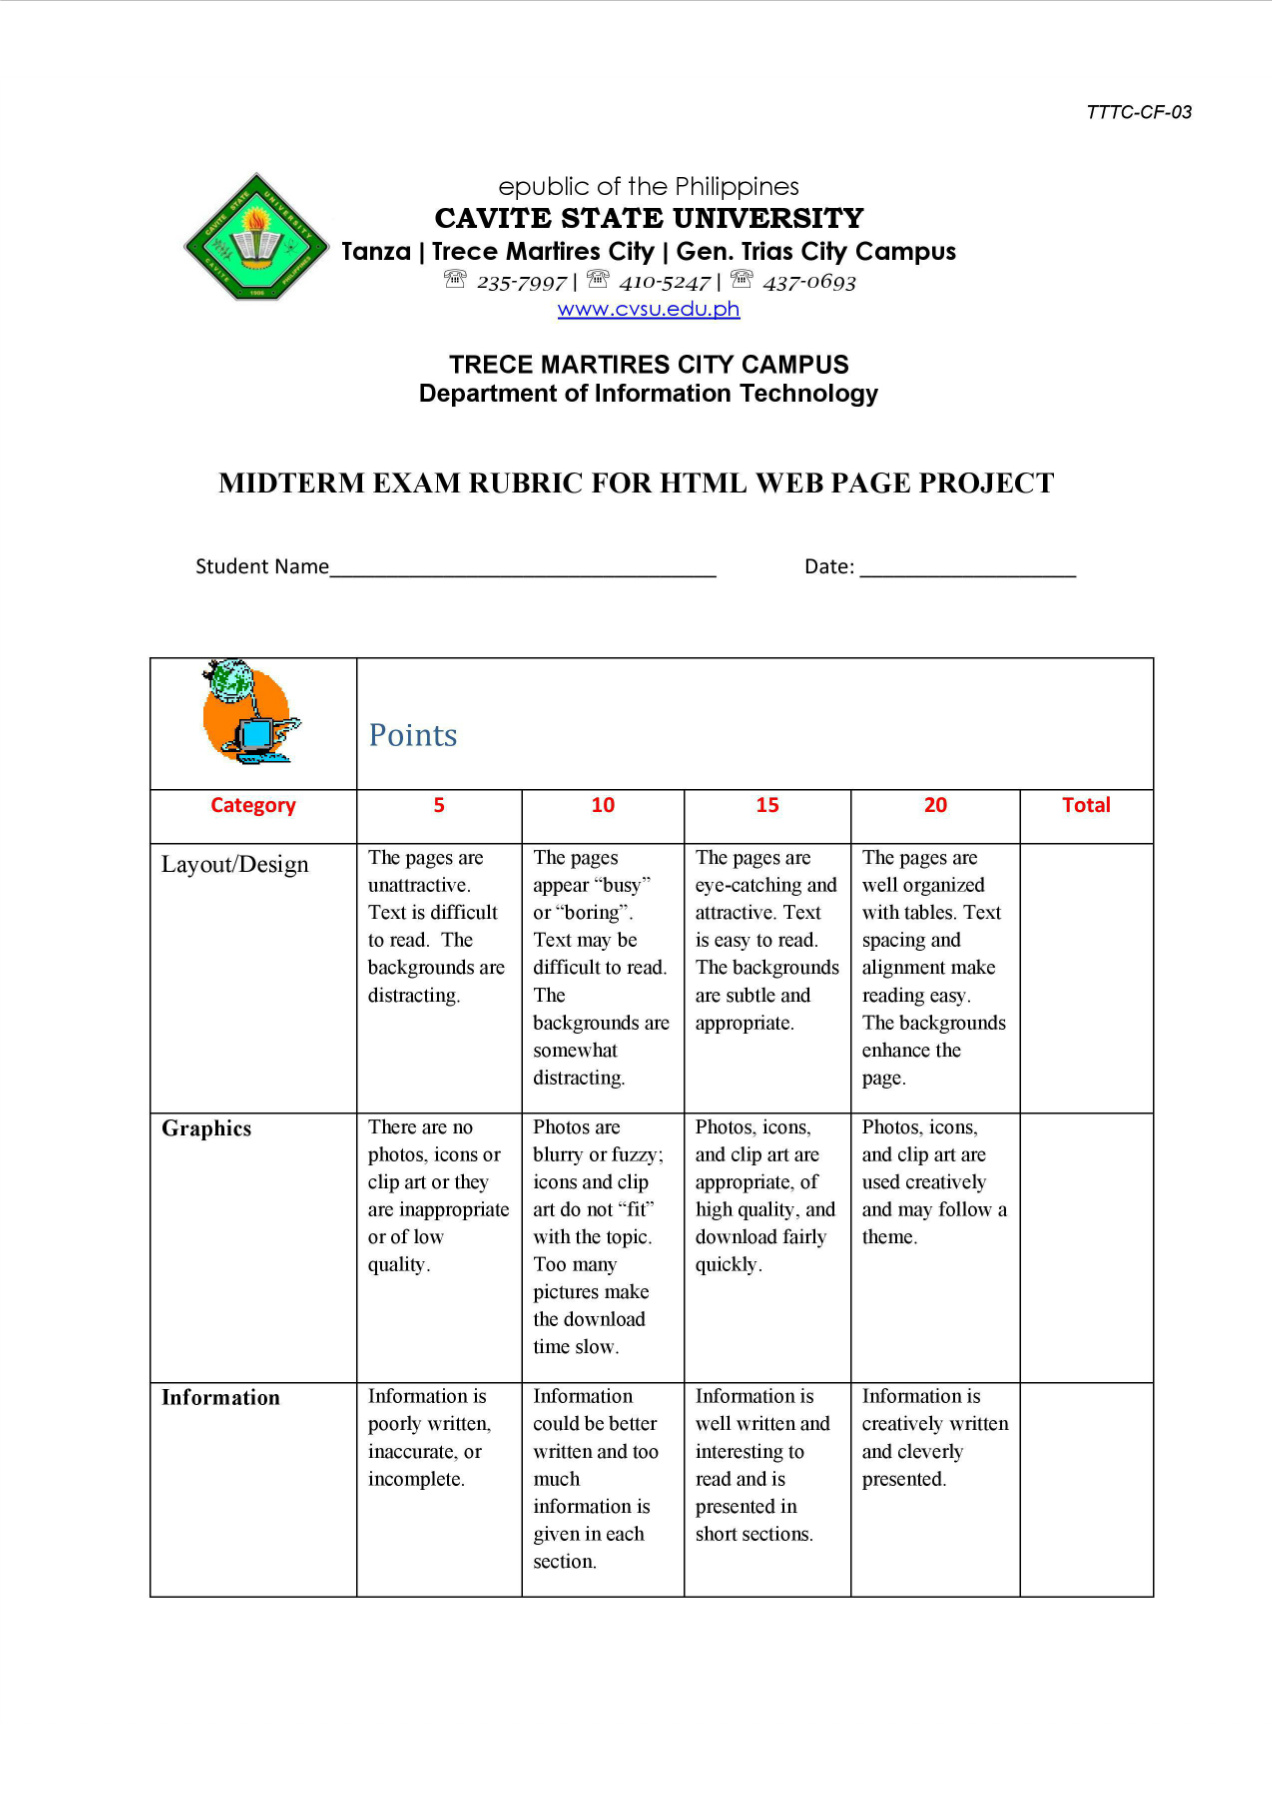 TTTC-CF-03
epublic of the Philippines
CAVITE STATE UNIVERSITY
Tanza | Trece Martires City | Gen. Trias City Campus
☏ 235-7997 | ☏ 410-5247 | ☏ 437-0693
www.cvsu.edu.ph
CAVITE STATE UNIVERSITY
CAVITE PHILIPPINES
1906
TRECE MARTIRES CITY CAMPUS
Department of Information Technology
MIDTERM EXAM RUBRIC FOR HTML WEB PAGE PROJECT
Student Name__________________________________ Date: ___________________
Points
Category 5 10 15 20 Total
Layout/Design
The pages are
unattractive.
Text is difficult
to read. The
backgrounds are
distracting.
The pages
appear “busy”
or “boring”.
Text may be
difficult to read.
The
backgrounds are
somewhat
distracting.
The pages are
eye-catching and
attractive. Text
is easy to read.
The backgrounds
are subtle and
appropriate.
The pages are
well organized
with tables. Text
spacing and
alignment make
reading easy.
The backgrounds
enhance the
page.
Graphics
There are no
photos, icons or
clip art or they
are inappropriate
or of low
quality.
Photos are
blurry or fuzzy;
icons and clip
art do not “fit”
with the topic.
Too many
pictures make
the download
time slow.
Photos, icons,
and clip art are
appropriate, of
high quality, and
download fairly
quickly.
Photos, icons,
and clip art are
used creatively
and may follow a
theme.
Information
Information is
poorly written,
inaccurate, or
incomplete.
Information
could be better
written and too
much
information is
given in each
section.
Information is
well written and
interesting to
read and is
presented in
short sections.
Information is
creatively written
and cleverly
presented.